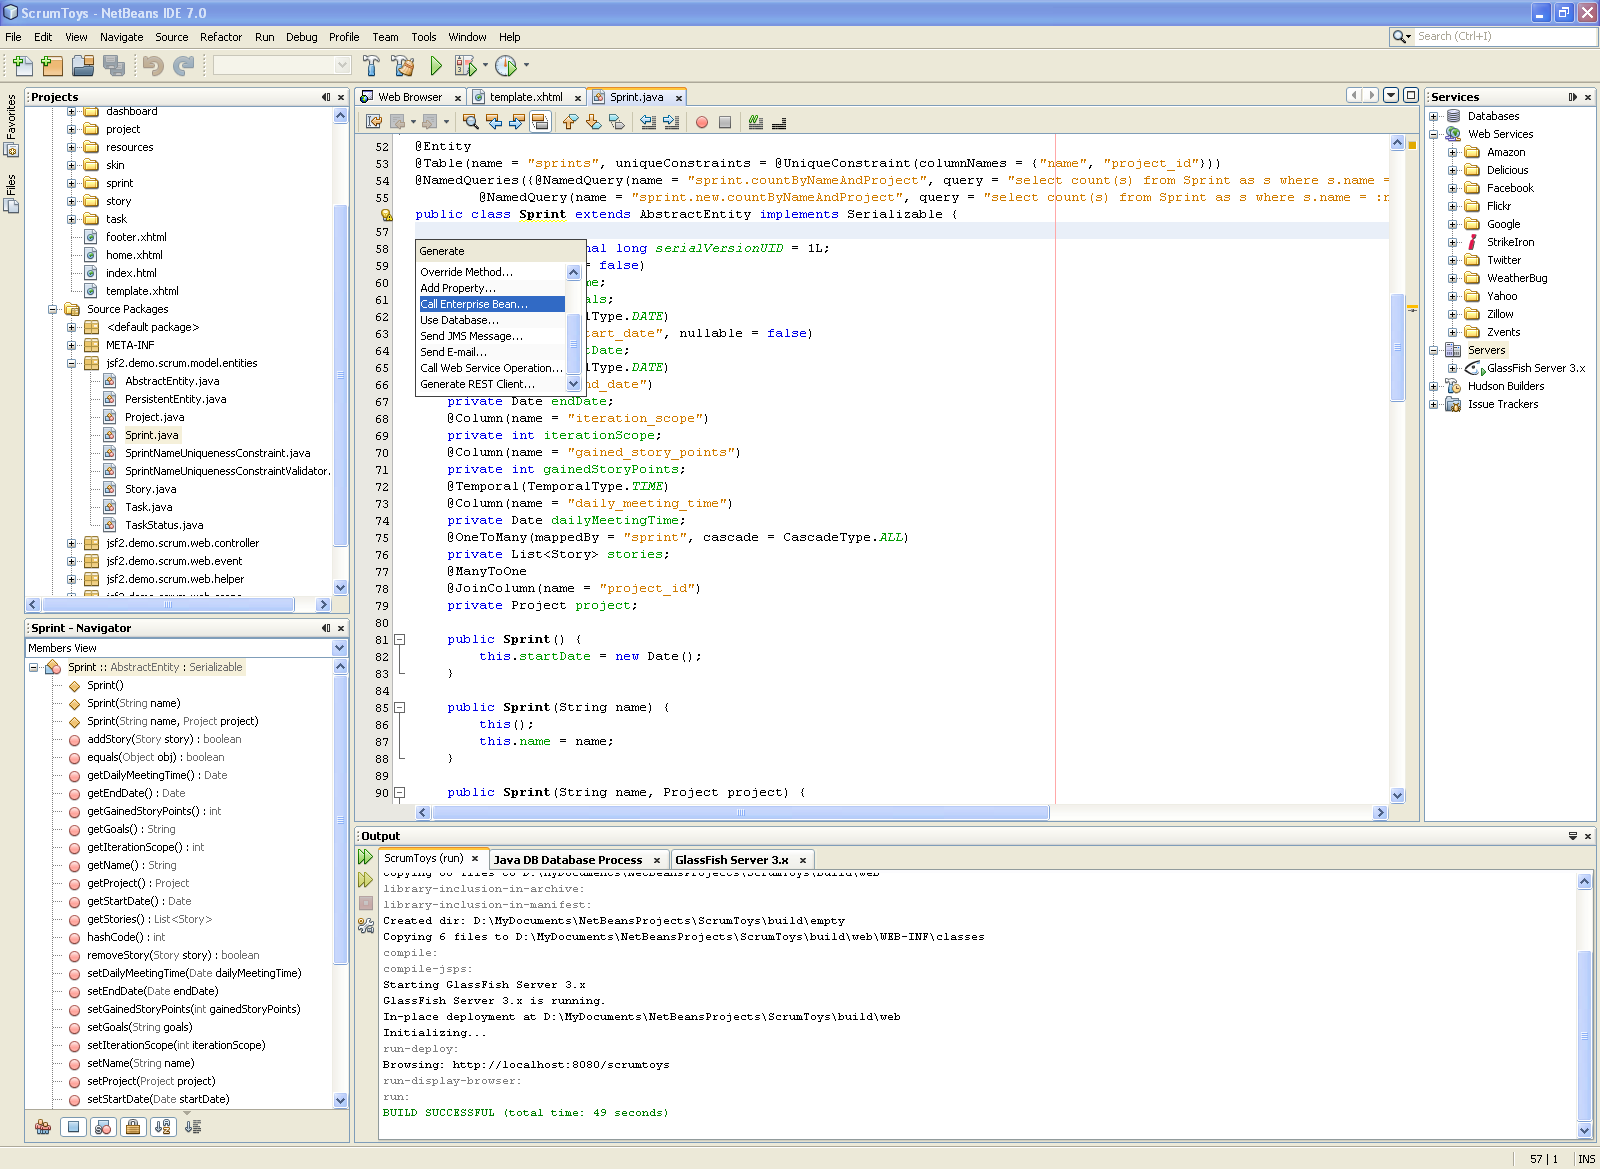 ScrumToys - NetBeans IDE 7.0
File Edit View Navigate Source Refactor Run Debug Profile Team Tools Window Help
Search (Ctrl+I)
Favorites
Files
Projects
dashboard
project
resources
skin
sprint
story
task
footer.xhtml
home.xhtml
index.html
template.xhtml
Source Packages
<default package>
META-INF
jsf2.demo.scrum.model.entities
AbstractEntity.java
PersistentEntity.java
Project.java
Sprint.java
SprintNameUniquenessConstraint.java
SprintNameUniquenessConstraintValidator.
Story.java
Task.java
TaskStatus.java
jsf2.demo.scrum.web.controller
jsf2.demo.scrum.web.event
jsf2.demo.scrum.web.helper
Sprint - Navigator
Members View
Sprint :: AbstractEntity : Serializable
Sprint()
Sprint(String name)
Sprint(String name, Project project)
addStory(Story story) : boolean
equals(Object obj) : boolean
getDailyMeetingTime() : Date
getEndDate() : Date
getGainedStoryPoints() : int
getGoals() : String
getIterationScope() : int
getName() : String
getProject() : Project
getStartDate() : Date
getStories() : List<Story>
hashCode() : int
removeStory(Story story) : boolean
setDailyMeetingTime(Date dailyMeetingTime)
setEndDate(Date endDate)
setGainedStoryPoints(int gainedStoryPoints)
setGoals(String goals)
setIterationScope(int iterationScope)
setName(String name)
setProject(Project project)
setStartDate(Date startDate)
Web Browser template.xhtml Sprint.java
52 @Entity
53 @Table(name = "sprints", uniqueConstraints = @UniqueConstraint(columnNames = {"name", "project_id"}))
54 @NamedQueries({@NamedQuery(name = "sprint.countByNameAndProject", query = "select count(s) from Sprint as s where s.name =
55 @NamedQuery(name = "sprint.new.countByNameAndProject", query = "select count(s) from Sprint as s where s.name = :n
public class Sprint extends AbstractEntity implements Serializable {
57
58 nal long serialVersionUID = 1L;
59 = false)
60 me;
61 als;
62 lType.DATE)
63 tart_date", nullable = false)
64 tDate;
65 lType.DATE)
66 nd_date")
67 private Date endDate;
68 @Column(name = "iteration_scope")
69 private int iterationScope;
70 @Column(name = "gained_story_points")
71 private int gainedStoryPoints;
72 @Temporal(TemporalType.TIME)
73 @Column(name = "daily_meeting_time")
74 private Date dailyMeetingTime;
75 @OneToMany(mappedBy = "sprint", cascade = CascadeType.ALL)
76 private List<Story> stories;
77 @ManyToOne
78 @JoinColumn(name = "project_id")
79 private Project project;
80
81 public Sprint() {
82 this.startDate = new Date();
83 }
84
85 public Sprint(String name) {
86 this();
87 this.name = name;
88 }
89
90 public Sprint(String name, Project project) {
Generate
Override Method...
Add Property...
Call Enterprise Bean...
Use Database...
Send JMS Message...
Send E-mail...
Call Web Service Operation...
Generate REST Client...
Services
Databases
Web Services
Amazon
Delicious
Facebook
Flickr
Google
StrikeIron
Twitter
WeatherBug
Yahoo
Zillow
Zvents
Servers
GlassFish Server 3.x
Hudson Builders
Issue Trackers
Output
ScrumToys (run) Java DB Database Process GlassFish Server 3.x
library-inclusion-in-archive:
library-inclusion-in-manifest:
Created dir: D:\MyDocuments\NetBeansProjects\ScrumToys\build\empty
Copying 6 files to D:\MyDocuments\NetBeansProjects\ScrumToys\build\web\WEB-INF\classes
compile:
compile-jsps:
Starting GlassFish Server 3.x
GlassFish Server 3.x is running.
In-place deployment at D:\MyDocuments\NetBeansProjects\ScrumToys\build\web
Initializing...
run-deploy:
Browsing: http://localhost:8080/scrumtoys
run-display-browser:
run:
BUILD SUCCESSFUL (total time: 49 seconds)
57 | 1 INS